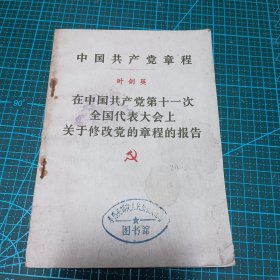 中国共产党章程
叶剑英
在中国共产党第十一次
全国代表大会上
关于修改党的章程的报告
图书资